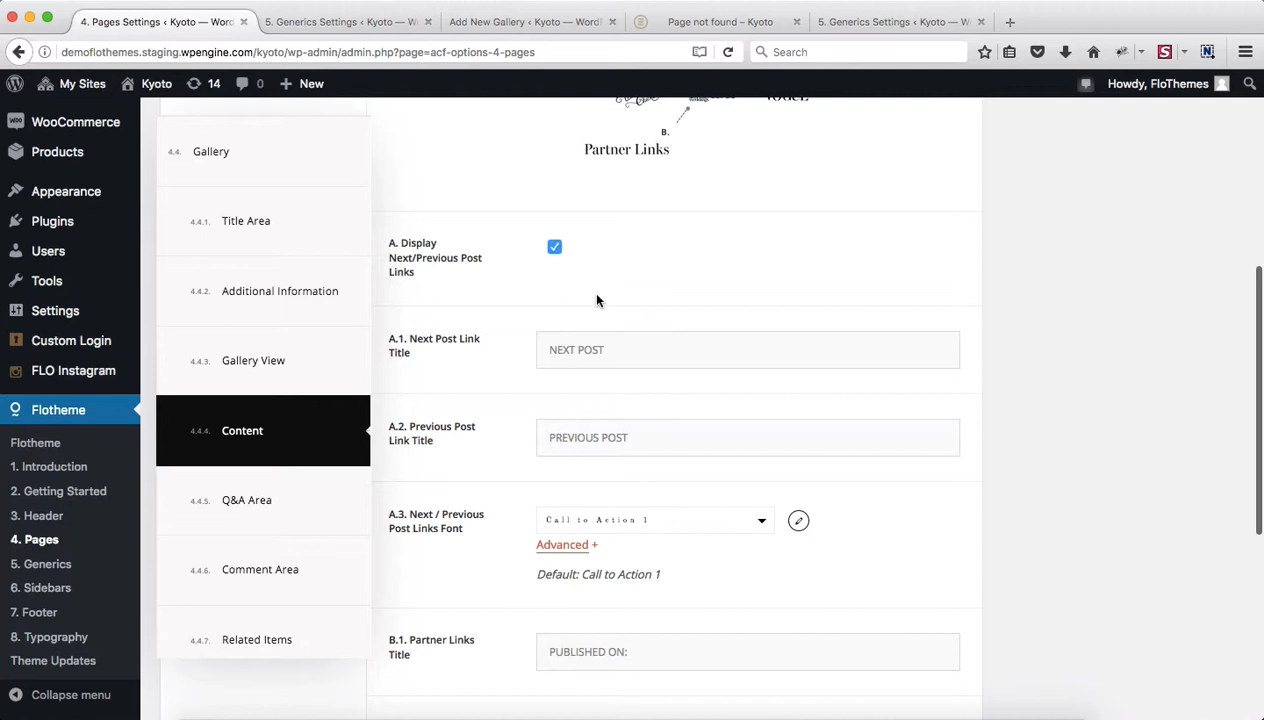 4. Pages Settings ‹ Kyoto — Word
5. Generics Settings ‹ Kyoto — W
Add New Gallery ‹ Kyoto — WordP
Page not found – Kyoto
5. Generics Settings ‹ Kyoto — W
demoflothemes.staging.wpengine.com/kyoto/wp-admin/admin.php?page=acf-options-4-pages
Search
My Sites
Kyoto
14
0
New
Howdy, FloThemes
WooCommerce
Products
Appearance
Plugins
Users
Tools
Settings
Custom Login
FLO Instagram
Flotheme
Flotheme
1. Introduction
2. Getting Started
3. Header
4. Pages
5. Generics
6. Sidebars
7. Footer
8. Typography
Theme Updates
Collapse menu
4.4. Gallery
4.4.1. Title Area
4.4.2. Additional Information
4.4.3. Gallery View
4.4.4. Content
4.4.5. Q&A Area
4.4.6. Comment Area
4.4.7. Related Items
B.
Partner Links
A. Display
Next/Previous Post
Links
A.1. Next Post Link
Title
NEXT POST
A.2. Previous Post
Link Title
PREVIOUS POST
A.3. Next / Previous
Post Links Font
Call to Action 1
Advanced +
Default: Call to Action 1
B.1. Partner Links
Title
PUBLISHED ON: